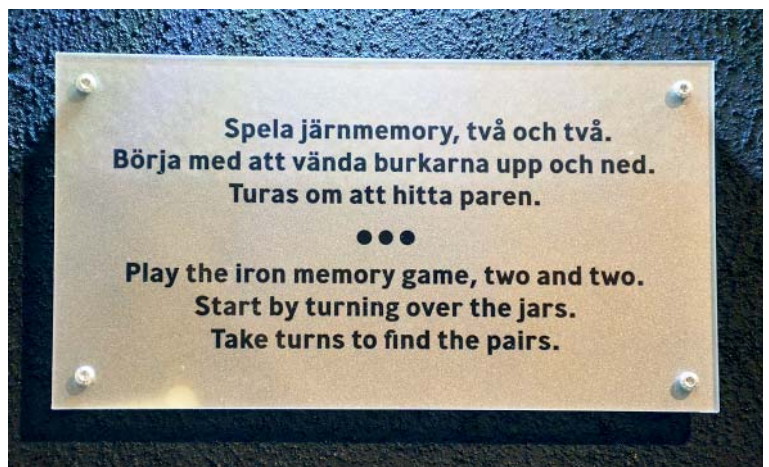 Spela järnmemory, två och två.
Börja med att vända burkarna upp och ned.
Turas om att hitta paren.
●●●
Play the iron memory game, two and two.
Start by turning over the jars.
Take turns to find the pairs.